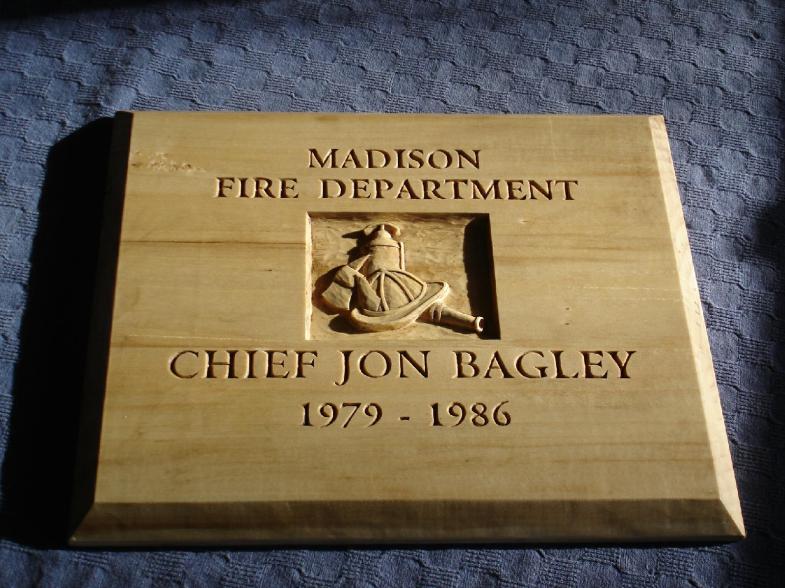 MADISON
FIRE DEPARTMENT
CHIEF JON BAGLEY
1979 - 1986